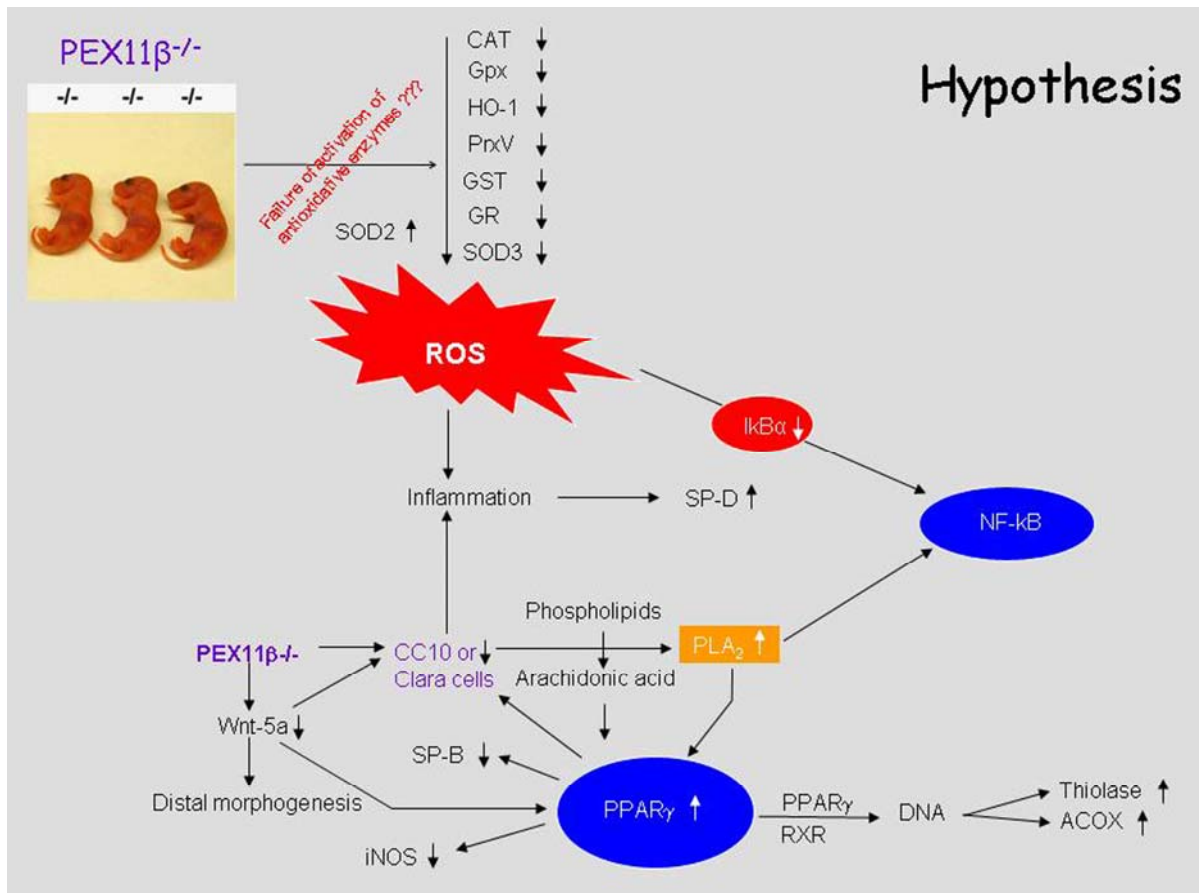 Hypothesis
PEX11β-/-
-/- -/- -/-
Failure of activation of
antioxidative enzymes ???
CAT ↓
Gpx ↓
HO-1 ↓
PrxV ↓
GST ↓
GR ↓
SOD2 ↑
SOD3 ↓
ROS
IkBα ↓
Inflammation
SP-D ↑
NF-kB
Phospholipids
PEX11β-/-
CC10 or ↓
Clara cells
PLA₂ ↑
Arachidonic acid
Wnt-5a ↓
SP-B ↓
Distal morphogenesis
PPARγ ↑
PPARγ
RXR
DNA
Thiolase ↑
ACOX ↑
iNOS ↓